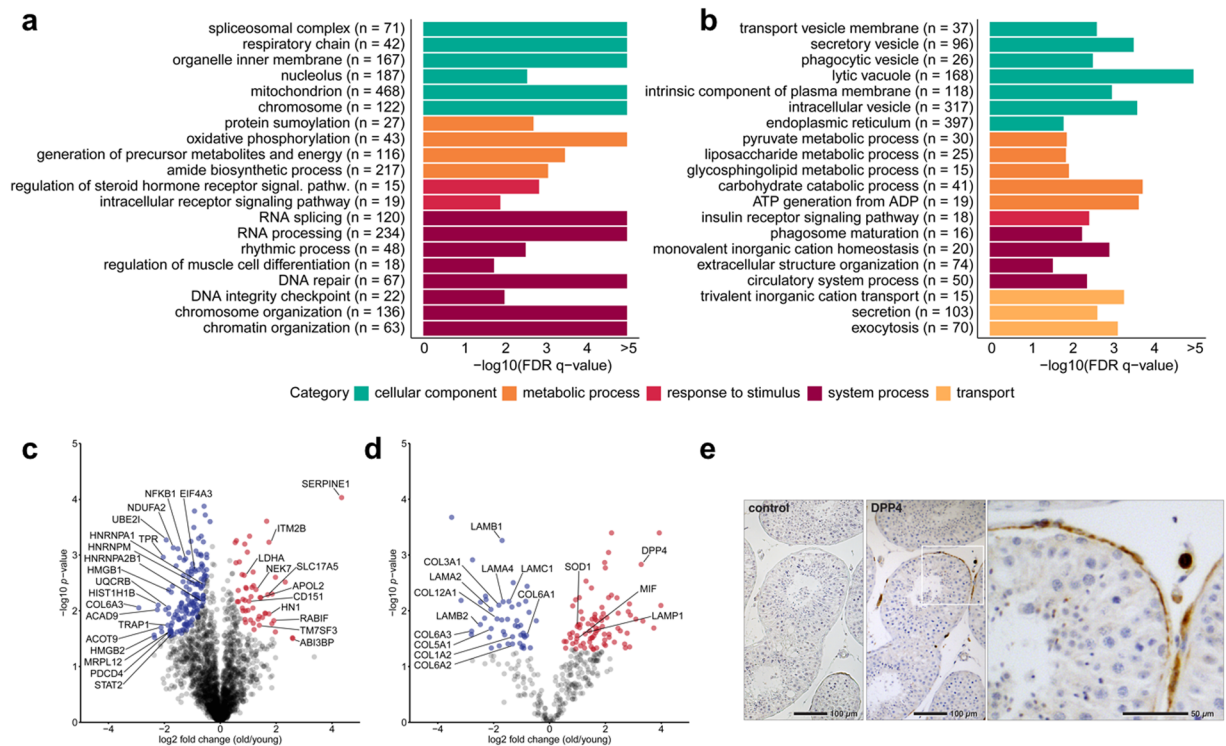 a
spliceosomal complex (n = 71)
respiratory chain (n = 42)
organelle inner membrane (n = 167)
nucleolus (n = 187)
mitochondrion (n = 468)
chromosome (n = 122)
protein sumoylation (n = 27)
oxidative phosphorylation (n = 43)
generation of precursor metabolites and energy (n = 116)
amide biosynthetic process (n = 217)
regulation of steroid hormone receptor signal. pathw. (n = 15)
intracellular receptor signaling pathway (n = 19)
RNA splicing (n = 120)
RNA processing (n = 234)
rhythmic process (n = 48)
regulation of muscle cell differentiation (n = 18)
DNA repair (n = 67)
DNA integrity checkpoint (n = 22)
chromosome organization (n = 136)
chromatin organization (n = 63)
0 1 2 3 4 >5
−log10(FDR q−value)
b
transport vesicle membrane (n = 37)
secretory vesicle (n = 96)
phagocytic vesicle (n = 26)
lytic vacuole (n = 168)
intrinsic component of plasma membrane (n = 118)
intracellular vesicle (n = 317)
endoplasmic reticulum (n = 397)
pyruvate metabolic process (n = 30)
liposaccharide metabolic process (n = 25)
glycosphingolipid metabolic process (n = 15)
carbohydrate catabolic process (n = 41)
ATP generation from ADP (n = 19)
insulin receptor signaling pathway (n = 18)
phagosome maturation (n = 16)
monovalent inorganic cation homeostasis (n = 20)
extracellular structure organization (n = 74)
circulatory system process (n = 50)
trivalent inorganic cation transport (n = 15)
secretion (n = 103)
exocytosis (n = 70)
0 1 2 3 4 >5
−log10(FDR q−value)
Category cellular component metabolic process response to stimulus system process transport
c
5
4
3
2
1
0
−log10 p−value
SERPINE1
NFKB1 EIF4A3
NDUFA2
UBE2I
ITM2B
HNRNPA1 TPR
HNRNPM
HNRNPA2B1
HMGB1
UQCRB
HIST1H1B
COL6A3
ACAD9
TRAP1
ACOT9
HMGB2
MRPL12
PDCD4
STAT2
LDHA
NEK7 SLC17A5
APOL2
CD151
HN1
RABIF
TM7SF3
ABI3BP
−4 −2 0 2 4
log2 fold change (old/young)
d
5
4
3
2
1
0
−log10 p−value
LAMB1
COL3A1
LAMA4 LAMC1
LAMA2
COL12A1
COL6A1
LAMB2
COL6A3
COL5A1
COL1A2
COL6A2
DPP4
SOD1
MIF
LAMP1
−4 −2 0 2 4
log2 fold change (old/young)
e
control
DPP4
100 µm
100 µm
50 µm